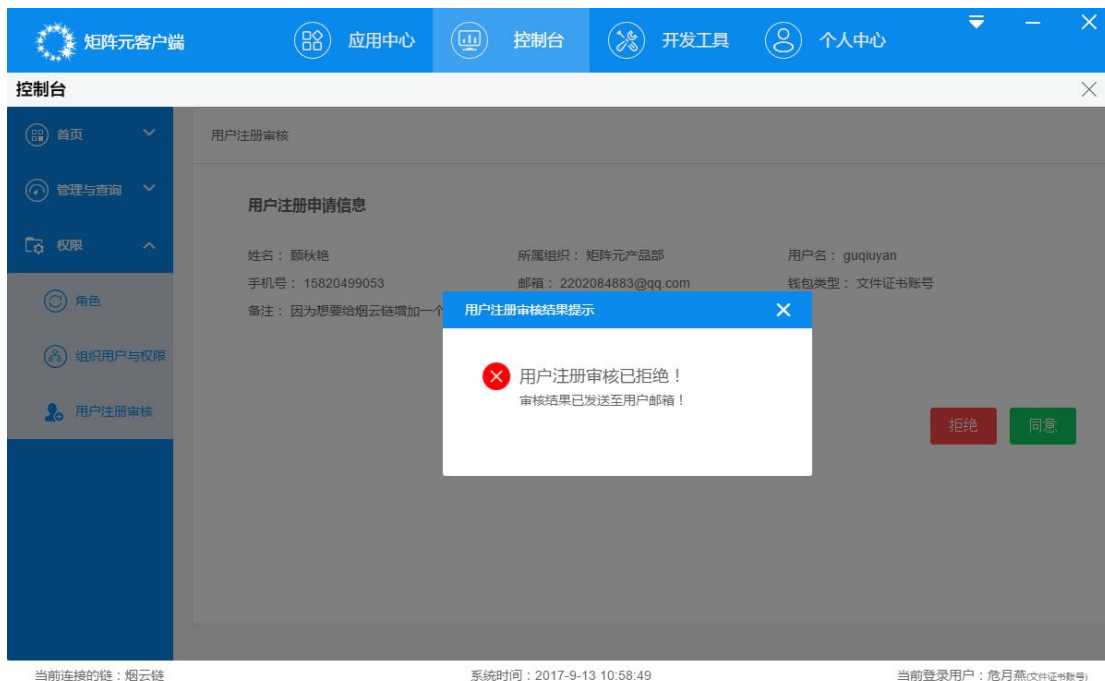 矩阵元客户端 应用中心 控制台 开发工具 个人中心
控制台
首页
用户注册审核
管理与查询
用户注册申请信息
权限
姓名： 顾秋艳 所属组织： 矩阵元产品部 用户名： guqiuyan
手机号： 15820499053 邮箱： 2202084883@qq.com 钱包类型： 文件证书账号
角色
备注： 因为想要给烟云链增加一个
用户注册审核结果提示
组织用户与权限
用户注册审核已拒绝！
审核结果已发送至用户邮箱！
用户注册审核
拒绝 同意
当前连接的链：烟云链 系统时间：2017-9-13 10:58:49 当前登录用户：危月燕(文件证书账号)